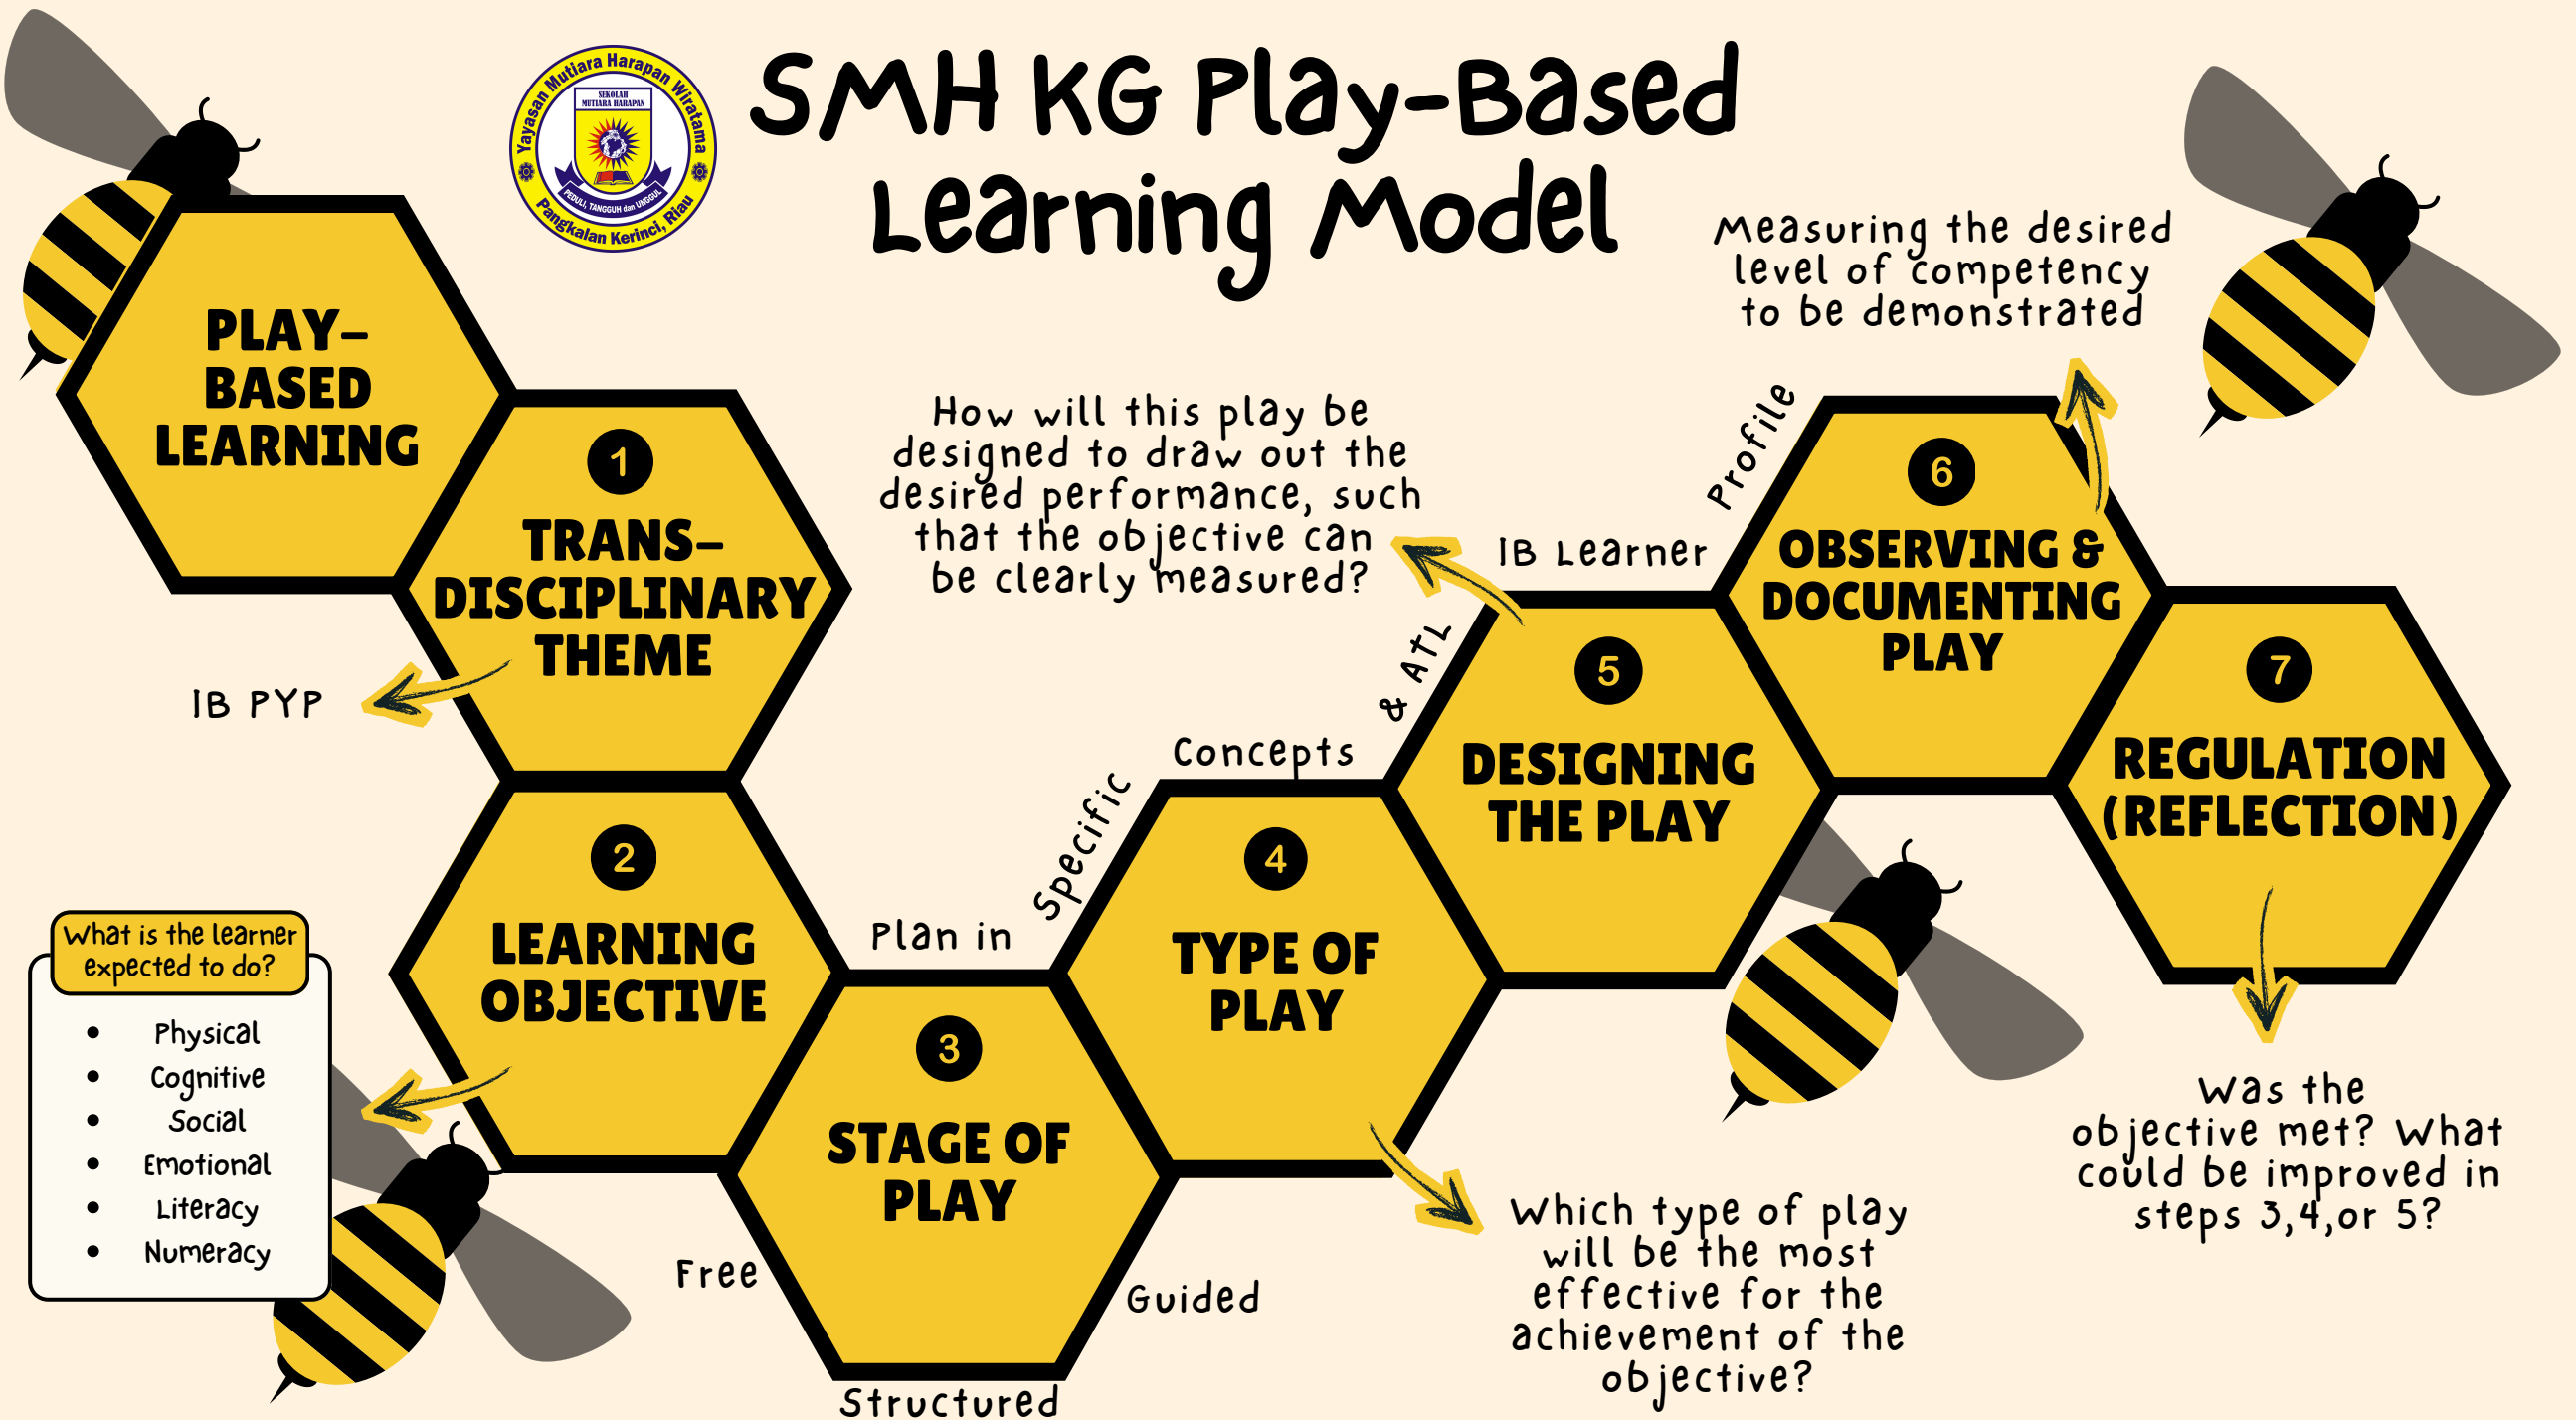 Yayasan Mutiara Harapan Wiratama
SEKOLAH
MUTIARA HARAPAN
PEDULI, TANGGUH dan UNGGUL
Pangkalan Kerinci, Riau
SMH KG Play-Based
Learning Model
PLAY-
BASED
LEARNING
1
TRANS-
DISCIPLINARY
THEME
IB PYP
2
LEARNING
OBJECTIVE
What is the learner
expected to do?
• Physical
• Cognitive
• Social
• Emotional
• Literacy
• Numeracy
3
STAGE OF
PLAY
Free
Structured
Guided
Plan in
Specific
Concepts
& ATL
IB Learner
Profile
4
TYPE OF
PLAY
Which type of play
will be the most
effective for the
achievement of the
objective?
5
DESIGNING
THE PLAY
How will this play be
designed to draw out the
desired performance, such
that the objective can
be clearly measured?
6
OBSERVING &
DOCUMENTING
PLAY
Measuring the desired
level of competency
to be demonstrated
7
REGULATION
(REFLECTION)
Was the
objective met? What
could be improved in
steps 3,4,or 5?